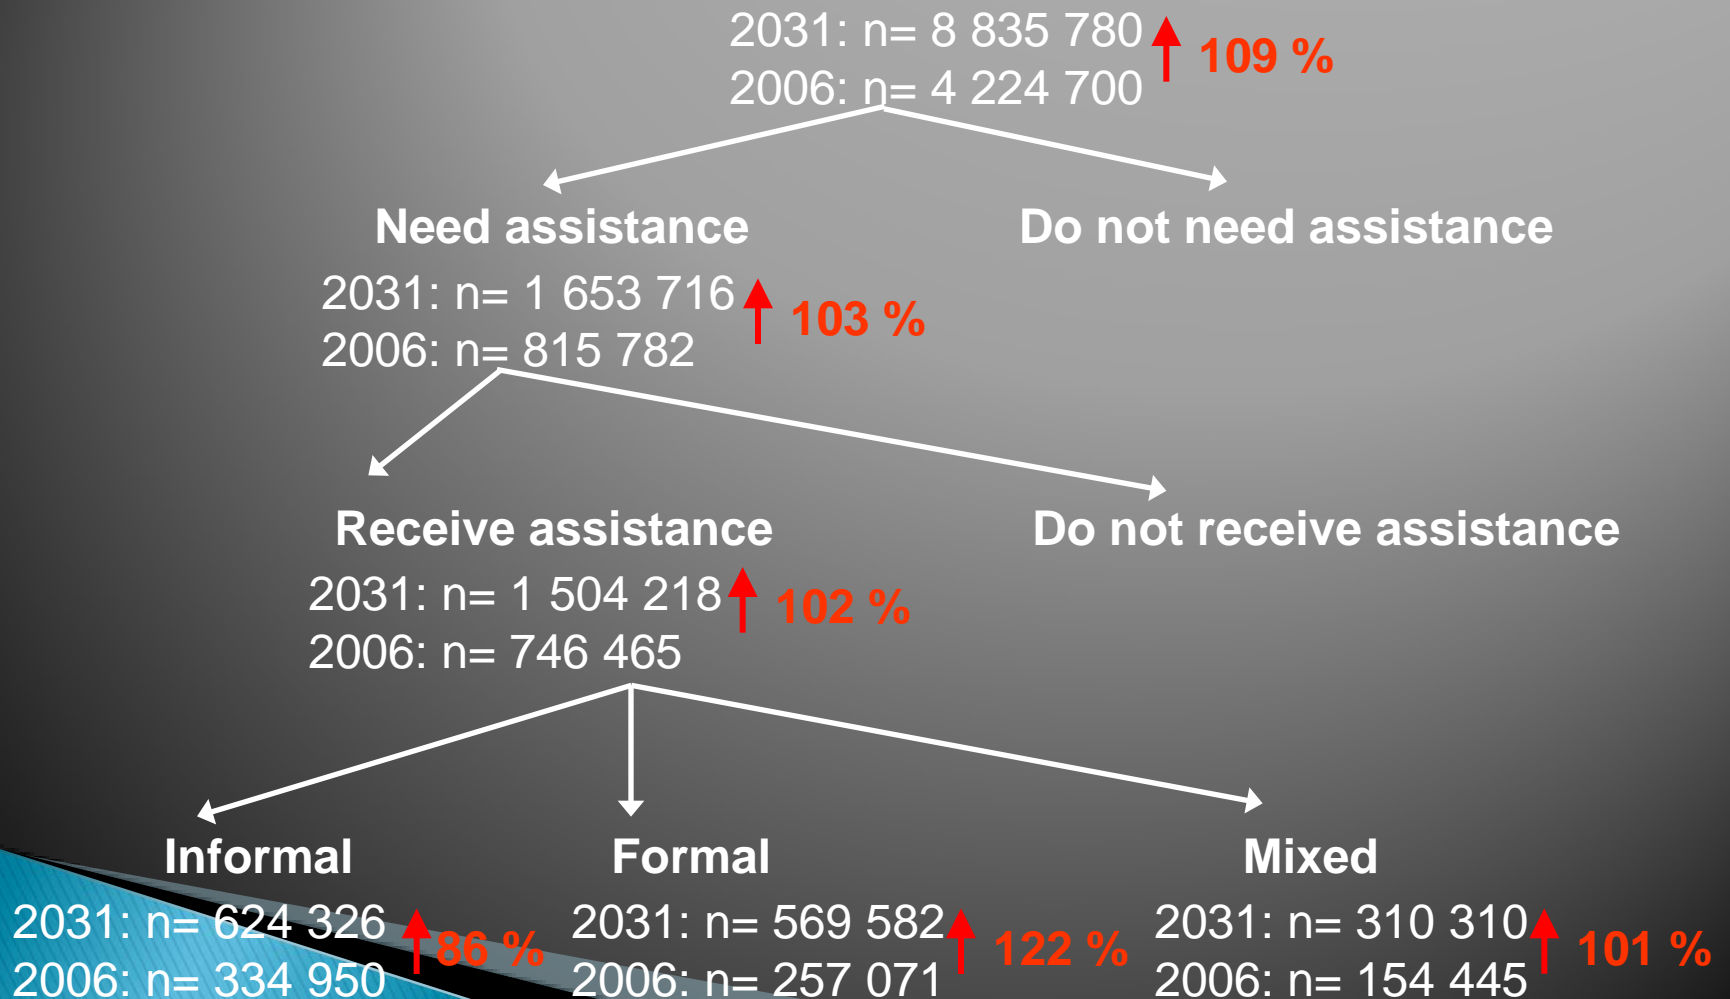 2031: n= 8 835 780
109 %
2006: n= 4 224 700
Need assistance
Do not need assistance
2031: n= 1 653 716
103 %
2006: n= 815 782
Receive assistance
Do not receive assistance
2031: n= 1 504 218
102 %
2006: n= 746 465
Informal
Formal
Mixed
2031: n= 624 326
86 %
2006: n= 334 950
2031: n= 569 582
122 %
2006: n= 257 071
2031: n= 310 310
101 %
2006: n= 154 445